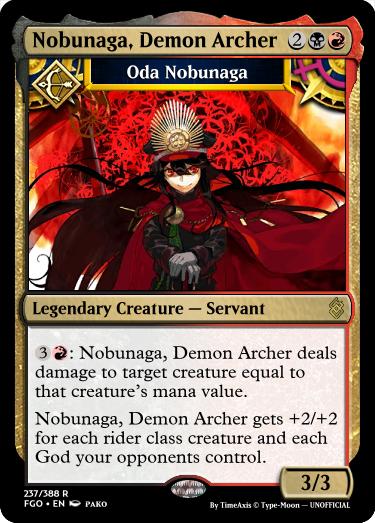 Nobunaga, Demon Archer 2
Oda Nobunaga
Legendary Creature — Servant
3: Nobunaga, Demon Archer deals
damage to target creature equal to
that creature's mana value.
Nobunaga, Demon Archer gets +2/+2
for each rider class creature and each
God your opponents control.
3/3
237/388 R
FGO • EN PAKO
By TimeAxis © Type-Moon — UNOFFICIAL